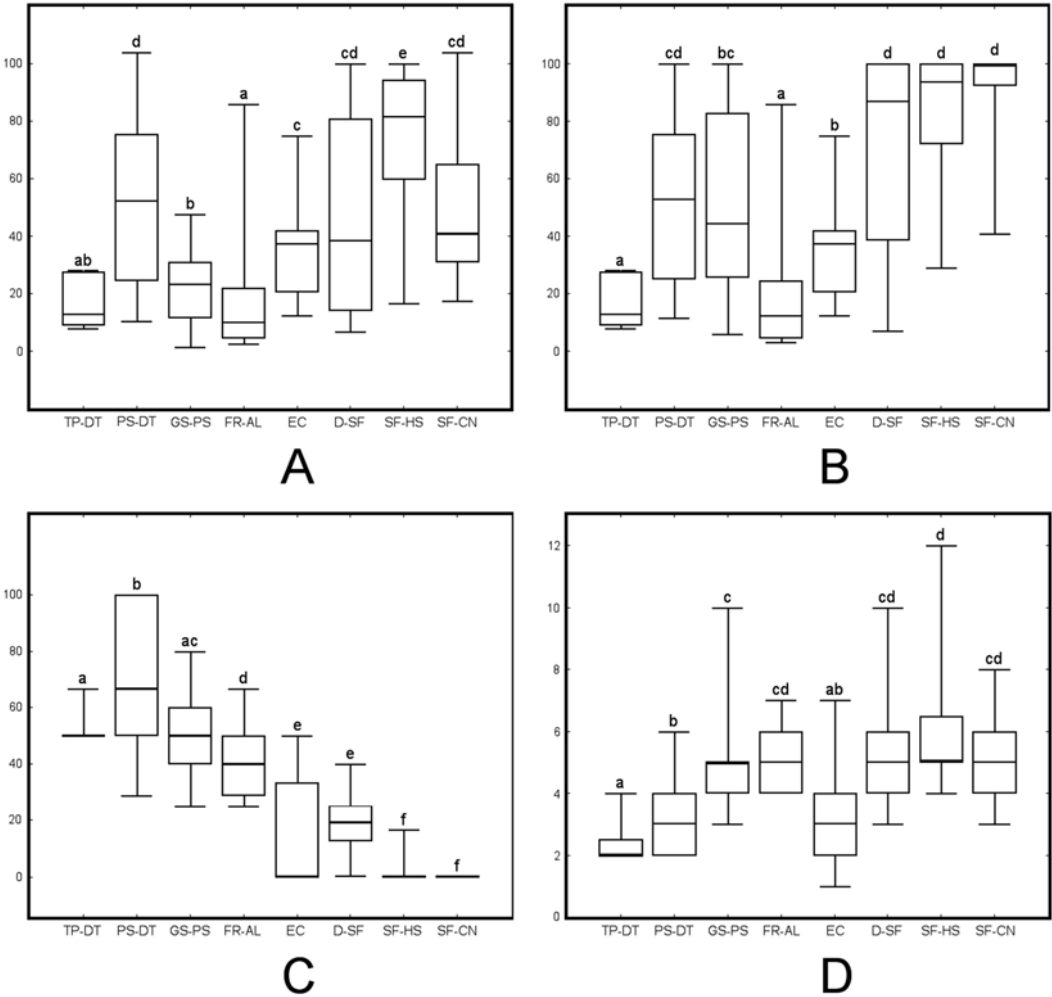 d cd e cd
100
a
80
c
60
b
40
ab
20
0
TP-DT PS-DT GS-PS FR-AL EC D-SF SF-HS SF-CN
A
cd bc d d d
100
a
80
b
60
40
a
20
0
TP-DT PS-DT GS-PS FR-AL EC D-SF SF-HS SF-CN
B
b
100
ac
80
a d
60
e
e
40
20
f
f
0
TP-DT PS-DT GS-PS FR-AL EC D-SF SF-HS SF-CN
C
d
12
c cd
10
cd
8
cd ab
b
6
a
4
2
0
TP-DT PS-DT GS-PS FR-AL EC D-SF SF-HS SF-CN
D